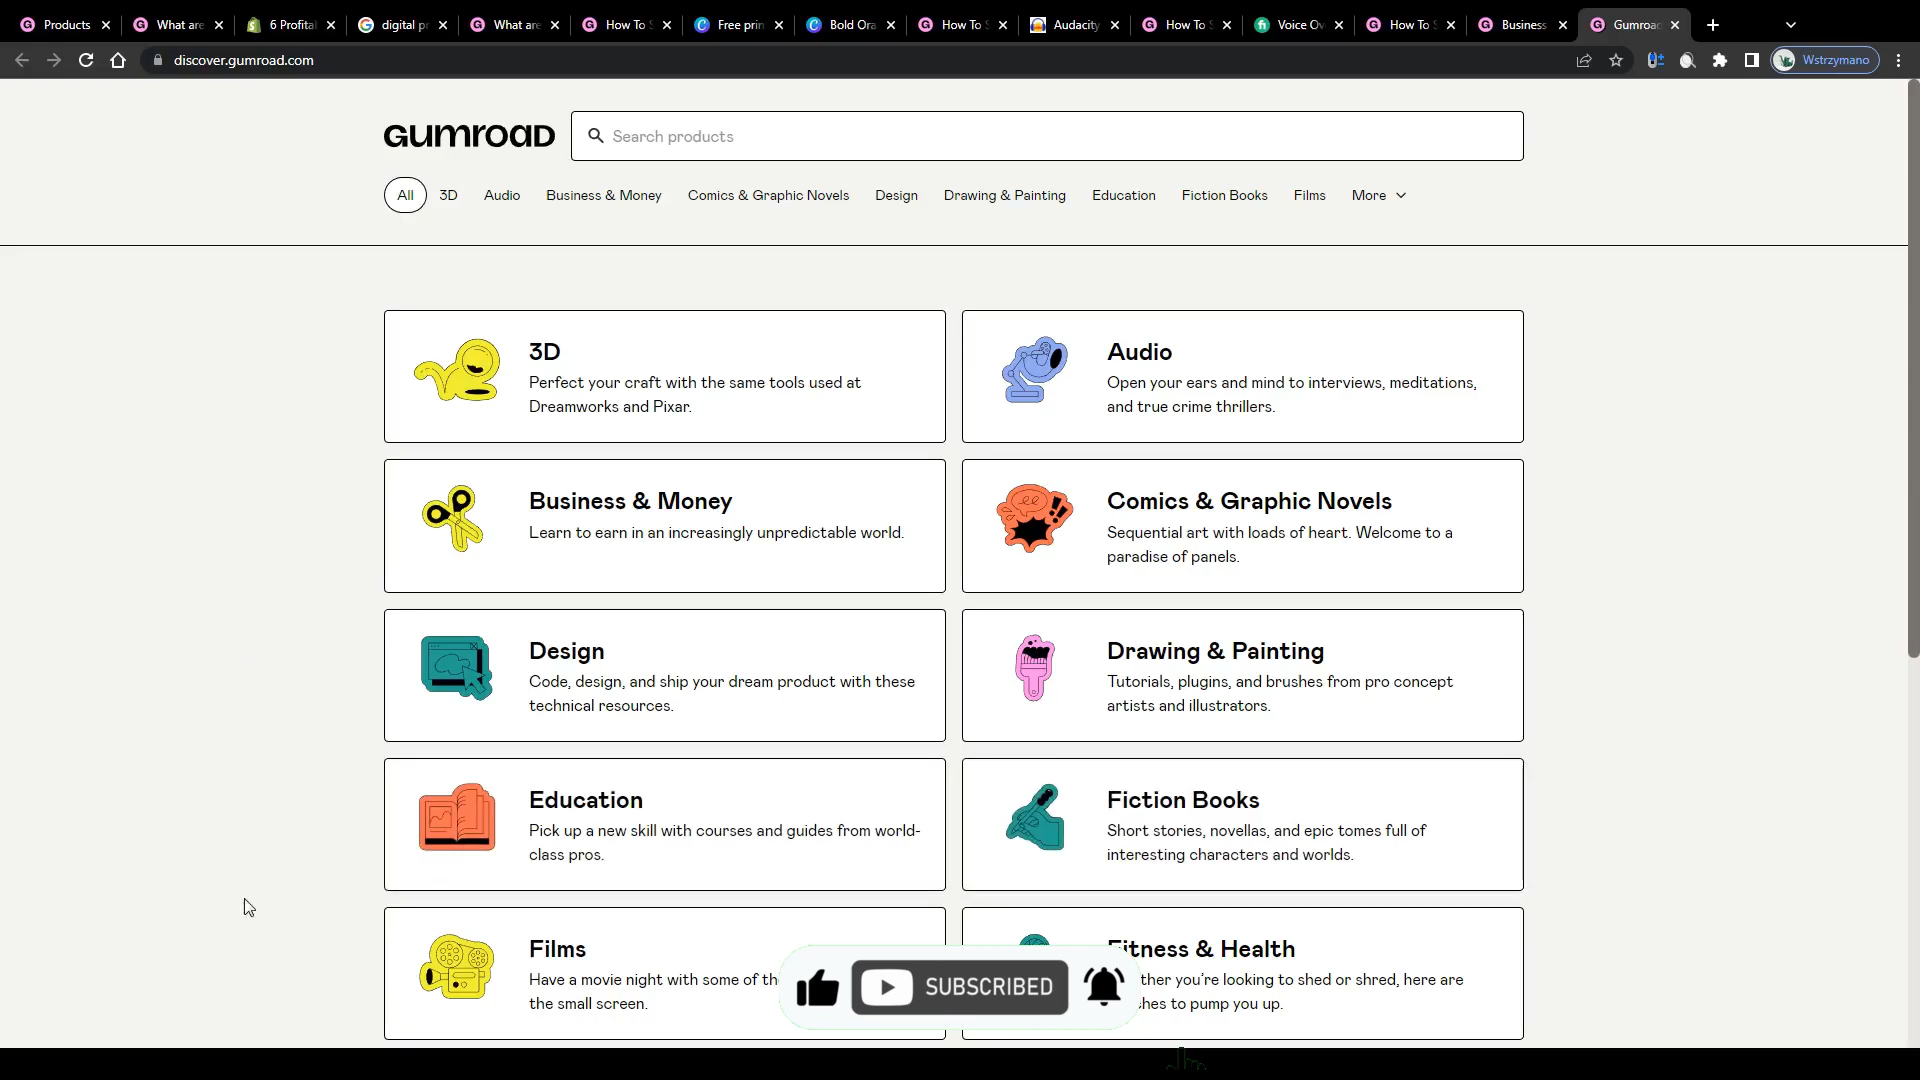 Products
What are
6 Profital
digital pr
What are
How To S
Free prin
Bold Ora
How To S
Audacity
How To S
Voice Ov
How To S
Business
Gumroad
discover.gumroad.com
Wstrzymano
GUMROAD
Search products
All 3D Audio Business & Money Comics & Graphic Novels Design Drawing & Painting Education Fiction Books Films More
3D
Perfect your craft with the same tools used at
Dreamworks and Pixar.
Audio
Open your ears and mind to interviews, meditations,
and true crime thrillers.
Business & Money
Learn to earn in an increasingly unpredictable world.
Comics & Graphic Novels
Sequential art with loads of heart. Welcome to a
paradise of panels.
Design
Code, design, and ship your dream product with these
technical resources.
Drawing & Painting
Tutorials, plugins, and brushes from pro concept
artists and illustrators.
Education
Pick up a new skill with courses and guides from world-
class pros.
Fiction Books
Short stories, novellas, and epic tomes full of
interesting characters and worlds.
Films
Have a movie night with some of the
the small screen.
Fitness & Health
ther you're looking to shed or shred, here are
hes to pump you up.
SUBSCRIBED